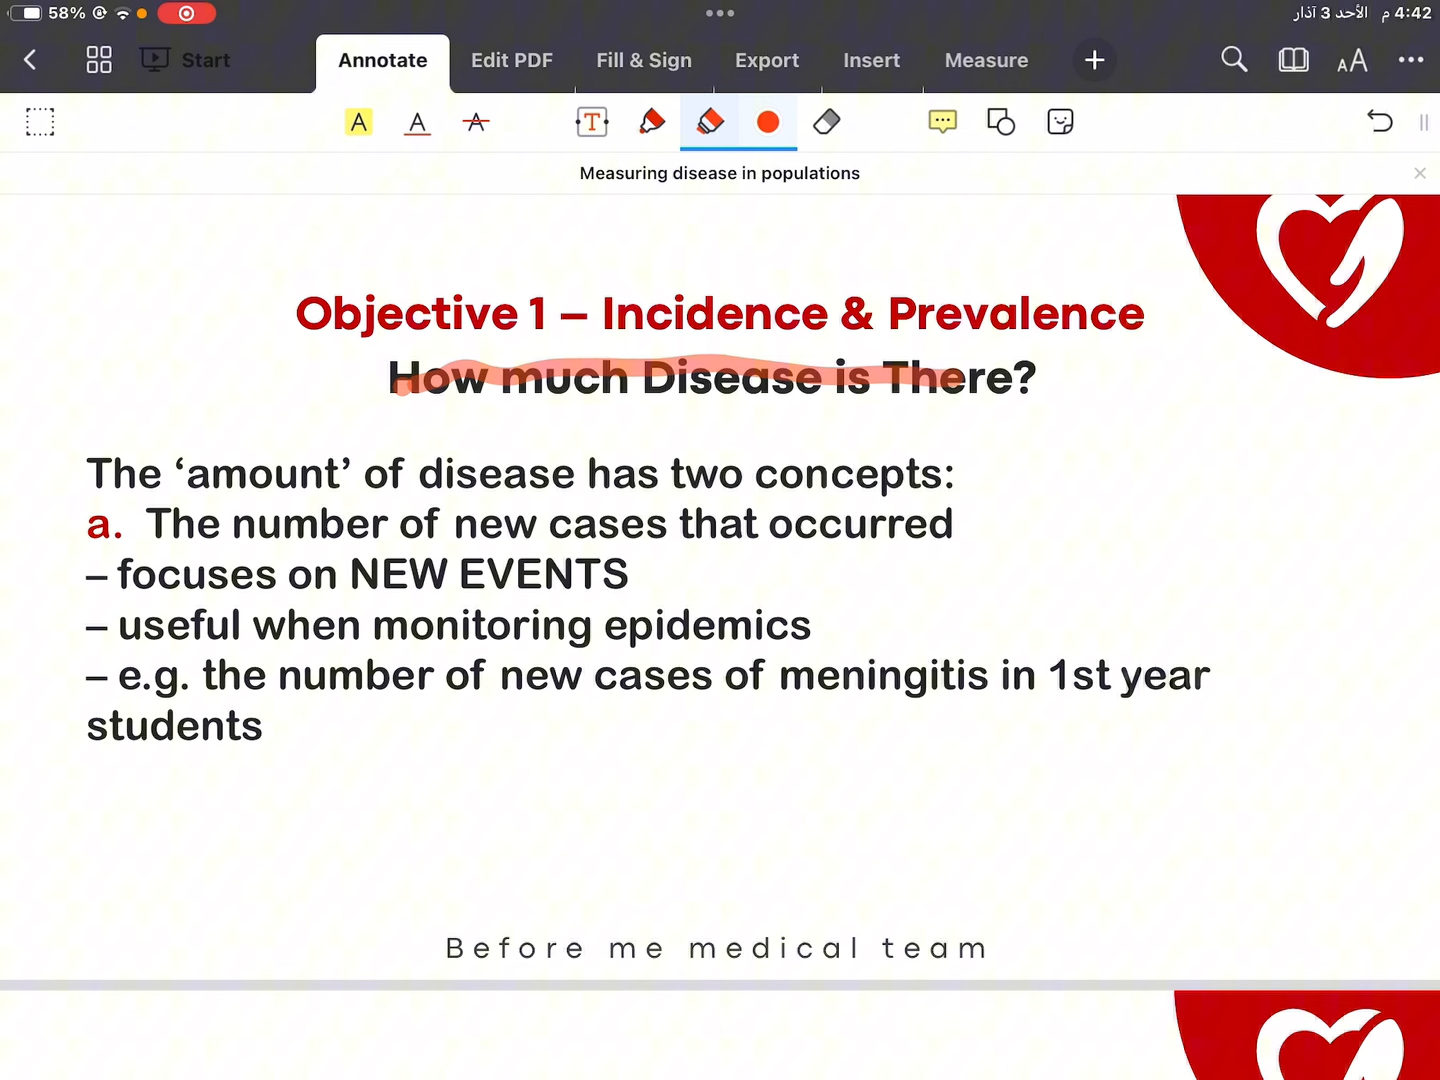 58%
4:42 م الأحد 3 آذار
Start
Annotate
Edit PDF
Fill & Sign
Export
Insert
Measure
AA
A A A T
Measuring disease in populations
Objective 1 – Incidence & Prevalence
How much Disease is There?
The ‘amount’ of disease has two concepts:
a. The number of new cases that occurred
– focuses on NEW EVENTS
– useful when monitoring epidemics
– e.g. the number of new cases of meningitis in 1st year
students
Before me medical team